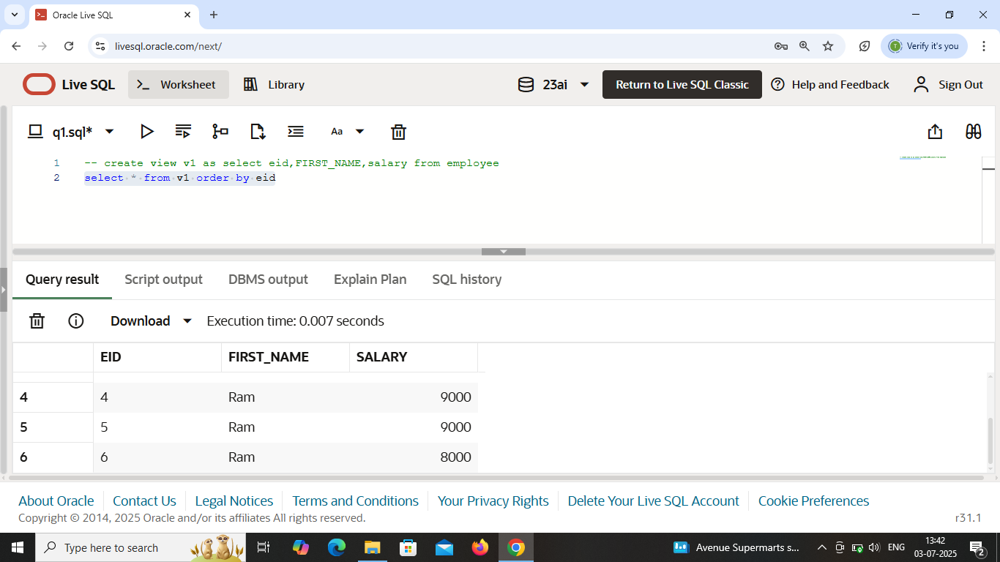 Oracle Live SQL
livesql.oracle.com/next/
T
Verify it's you
Live SQL
Worksheet
Library
23ai
Return to Live SQL Classic
Help and Feedback
Sign Out
q1.sql*
Aa
1 -- create view v1 as select eid,FIRST_NAME,salary from employee
2 select * from v1 order by eid
Query result Script output DBMS output Explain Plan SQL history
Download Execution time: 0.007 seconds
EID FIRST_NAME SALARY
4 4 Ram 9000
5 5 Ram 9000
6 6 Ram 8000
About Oracle Contact Us Legal Notices Terms and Conditions Your Privacy Rights Delete Your Live SQL Account Cookie Preferences
Copyright © 2014, 2025 Oracle and/or its affiliates All rights reserved. r31.1
Type here to search
Avenue Supermarts s...
ENG
13:42
03-07-2025
2